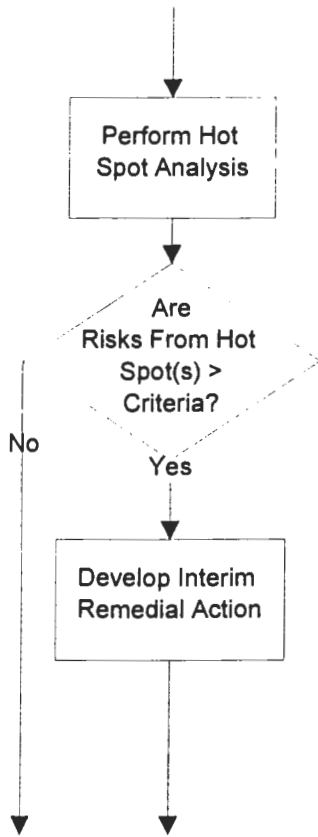 Perform Hot
Spot Analysis
Are
Risks From Hot
Spot(s) >
Criteria?
No
Yes
Develop Interim
Remedial Action